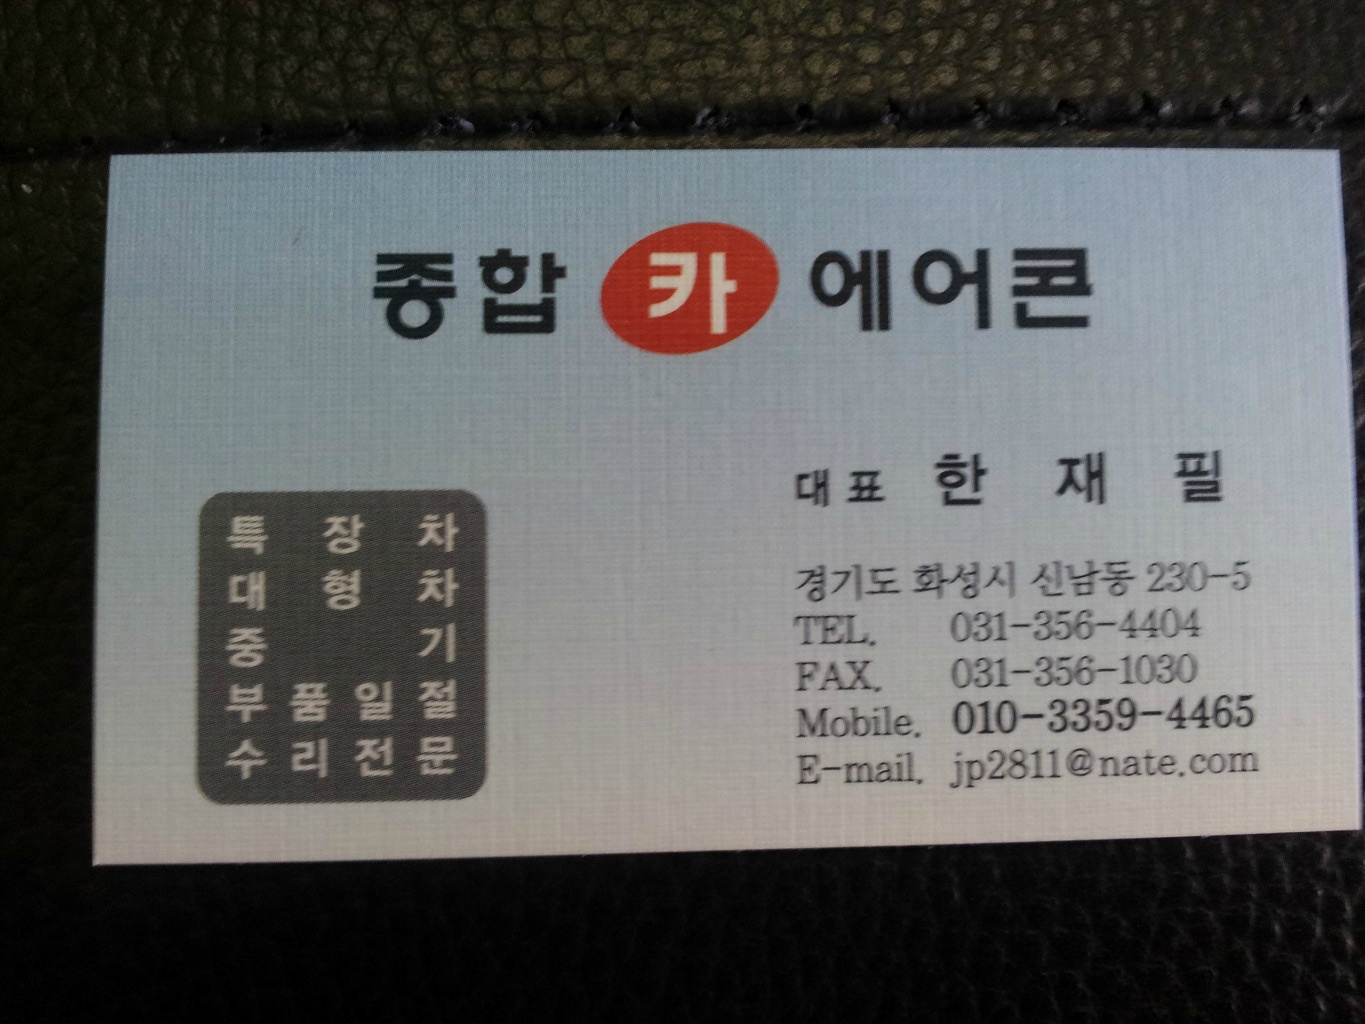 종합 카 에어콘
대표 한재필
특장차
대형차
중기
부품일절
수리전문
경기도 화성시 신남동 230-5
TEL. 031-356-4404
FAX. 031-356-1030
Mobile. 010-3359-4465
E-mail. jp2811@nate.com